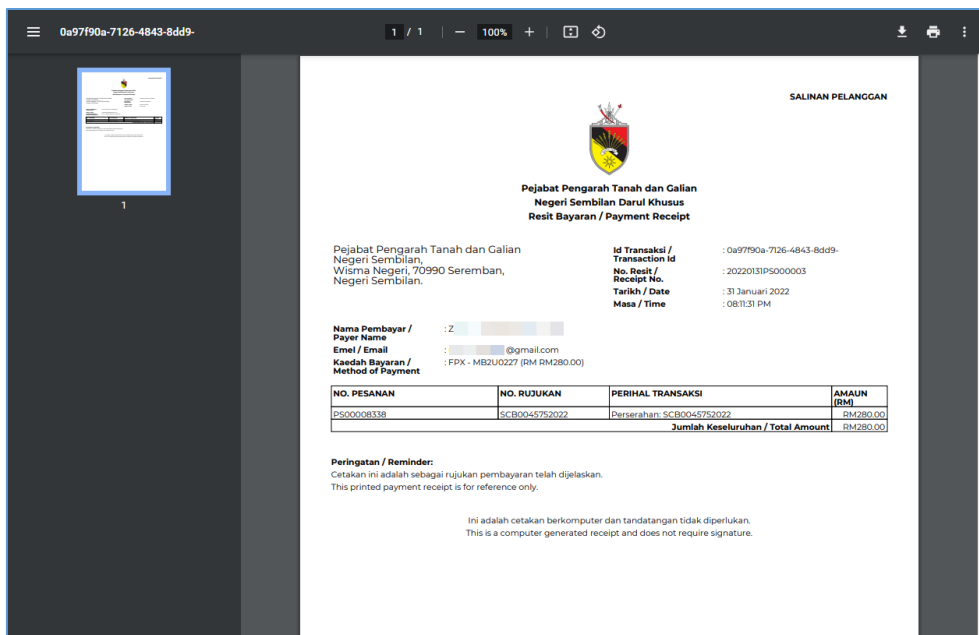 0a97f90a-7126-4843-8dd9-
1 / 1
100%
1
SALINAN PELANGGAN
Pejabat Pengarah Tanah dan Galian
Negeri Sembilan Darul Khusus
Resit Bayaran / Payment Receipt
Pejabat Pengarah Tanah dan Galian
Negeri Sembilan,
Wisma Negeri, 70990 Seremban,
Negeri Sembilan.
Id Transaksi /
Transaction Id
: 0a97f90a-7126-4843-8dd9-
No. Resit /
Receipt No.
: 20220131PS000003
Tarikh / Date : 31 Januari 2022
Masa / Time : 08:11:31 PM
Nama Pembayar /
Payer Name
: Z
Emel / Email : @gmail.com
Kaedah Bayaran /
Method of Payment
: FPX - MB2U0227 (RM RM280.00)
NO. PESANAN NO. RUJUKAN PERIHAL TRANSAKSI AMAUN
(RM)
PS00008338 SCB0045752022 Perserahan: SCB0045752022 RM280.00
Jumlah Keseluruhan / Total Amount RM280.00
Peringatan / Reminder:
Cetakan ini adalah sebagai rujukan pembayaran telah dijelaskan.
This printed payment receipt is for reference only.
Ini adalah cetakan berkomputer dan tandatangan tidak diperlukan.
This is a computer generated receipt and does not require signature.